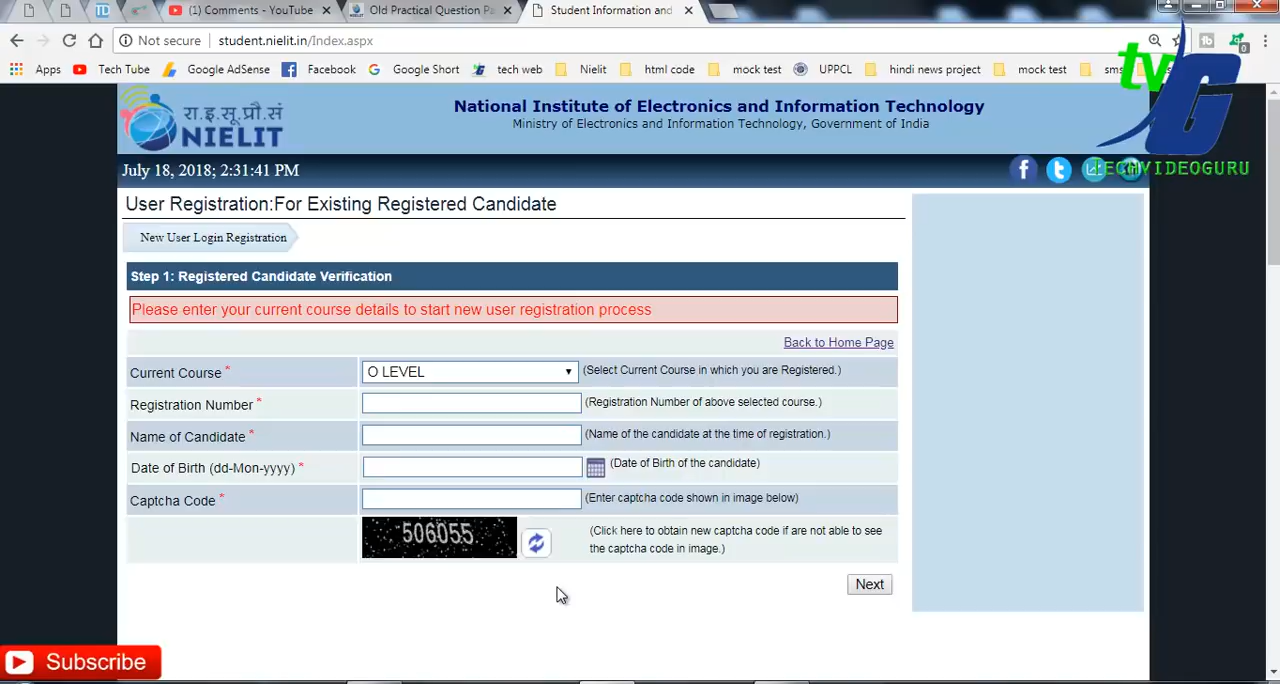 (1) Comments - YouTube
Old Practical Question Pa
Student Information and
Not secure
student.nielit.in/Index.aspx
Apps
Tech Tube
Google AdSense
Facebook
Google Short
tech web
Nielit
html code
mock test
UPPCL
hindi news project
mock test
sms
tv
G
TECHVIDEOGURU
रा.इ.सू.प्रौ.सं
NIELIT
National Institute of Electronics and Information Technology
Ministry of Electronics and Information Technology, Government of India
July 18, 2018; 2:31:41 PM
User Registration:For Existing Registered Candidate
New User Login Registration
Step 1: Registered Candidate Verification
Please enter your current course details to start new user registration process
Back to Home Page
Current Course * O LEVEL (Select Current Course in which you are Registered.)
Registration Number * (Registration Number of above selected course.)
Name of Candidate * (Name of the candidate at the time of registration.)
Date of Birth (dd-Mon-yyyy) * (Date of Birth of the candidate)
Captcha Code * (Enter captcha code shown in image below)
506055
(Click here to obtain new captcha code if are not able to see
the captcha code in image.)
Next
Subscribe